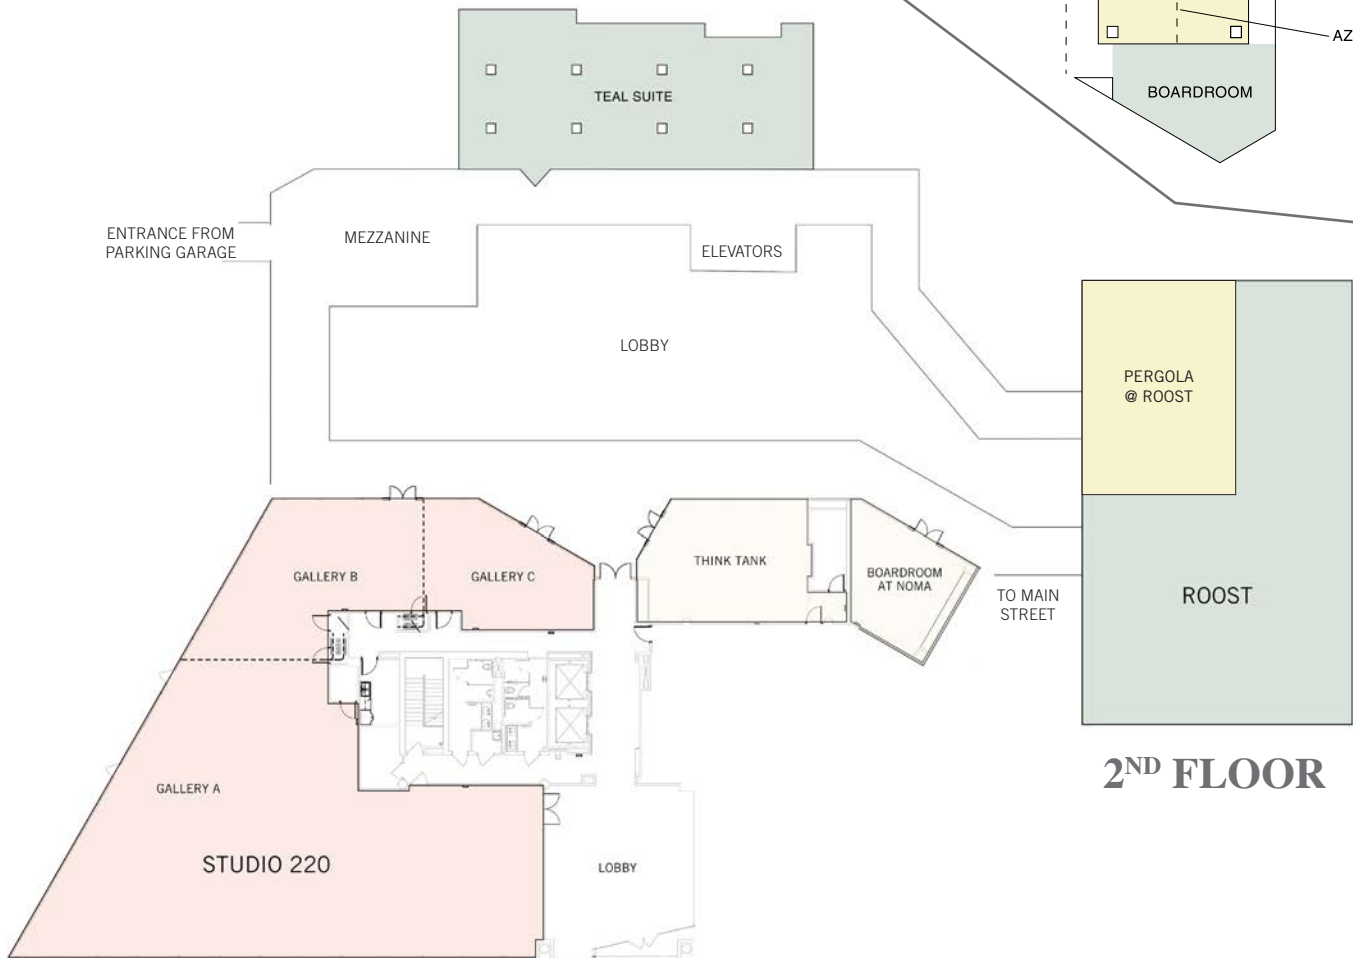 AZ
BOARDROOM
TEAL SUITE
ENTRANCE FROM
PARKING GARAGE
MEZZANINE
ELEVATORS
LOBBY
PERGOLA
@ ROOST
GALLERY B
GALLERY C
THINK TANK
BOARDROOM
AT NOMA
TO MAIN
STREET
ROOST
2ND FLOOR
GALLERY A
STUDIO 220
LOBBY